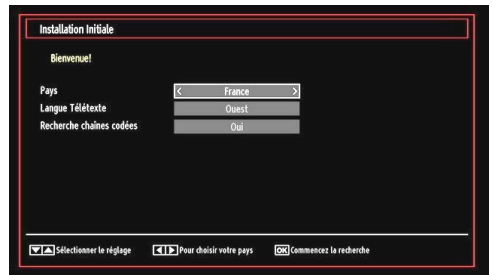 Installation Initiale
Bienvenue!
Pays < France >
Langue Télétexte Ouest
Recherche chaînes codées Oui
▼▲ Sélectionner le réglage ◀▶ Pour choisir votre pays OK Commencez la recherche